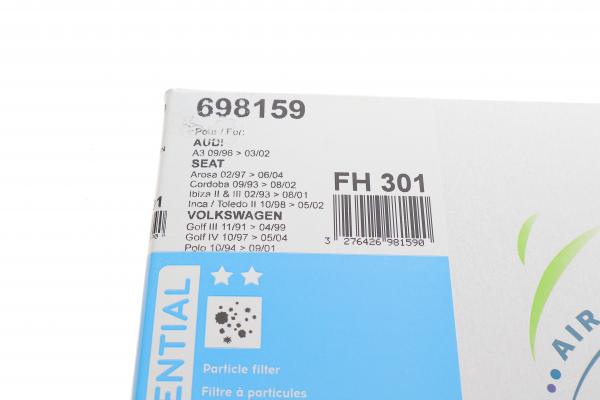 698159
Pour / For:
AUDI
A3 09/96 > 03/02
SEAT
Arosa 02/97 > 06/04
Cordoba 09/93 > 08/02
Ibiza II & III 02/93 > 08/01
Inca / Toledo II 10/98 > 05/02
VOLKSWAGEN
Golf III 11/91 > 04/99
Golf IV 10/97 > 05/04
Polo 10/94 > 09/01
FH 301
3 276426 981590
ENTIAL
Particle filter
Filtre à particules
AIR